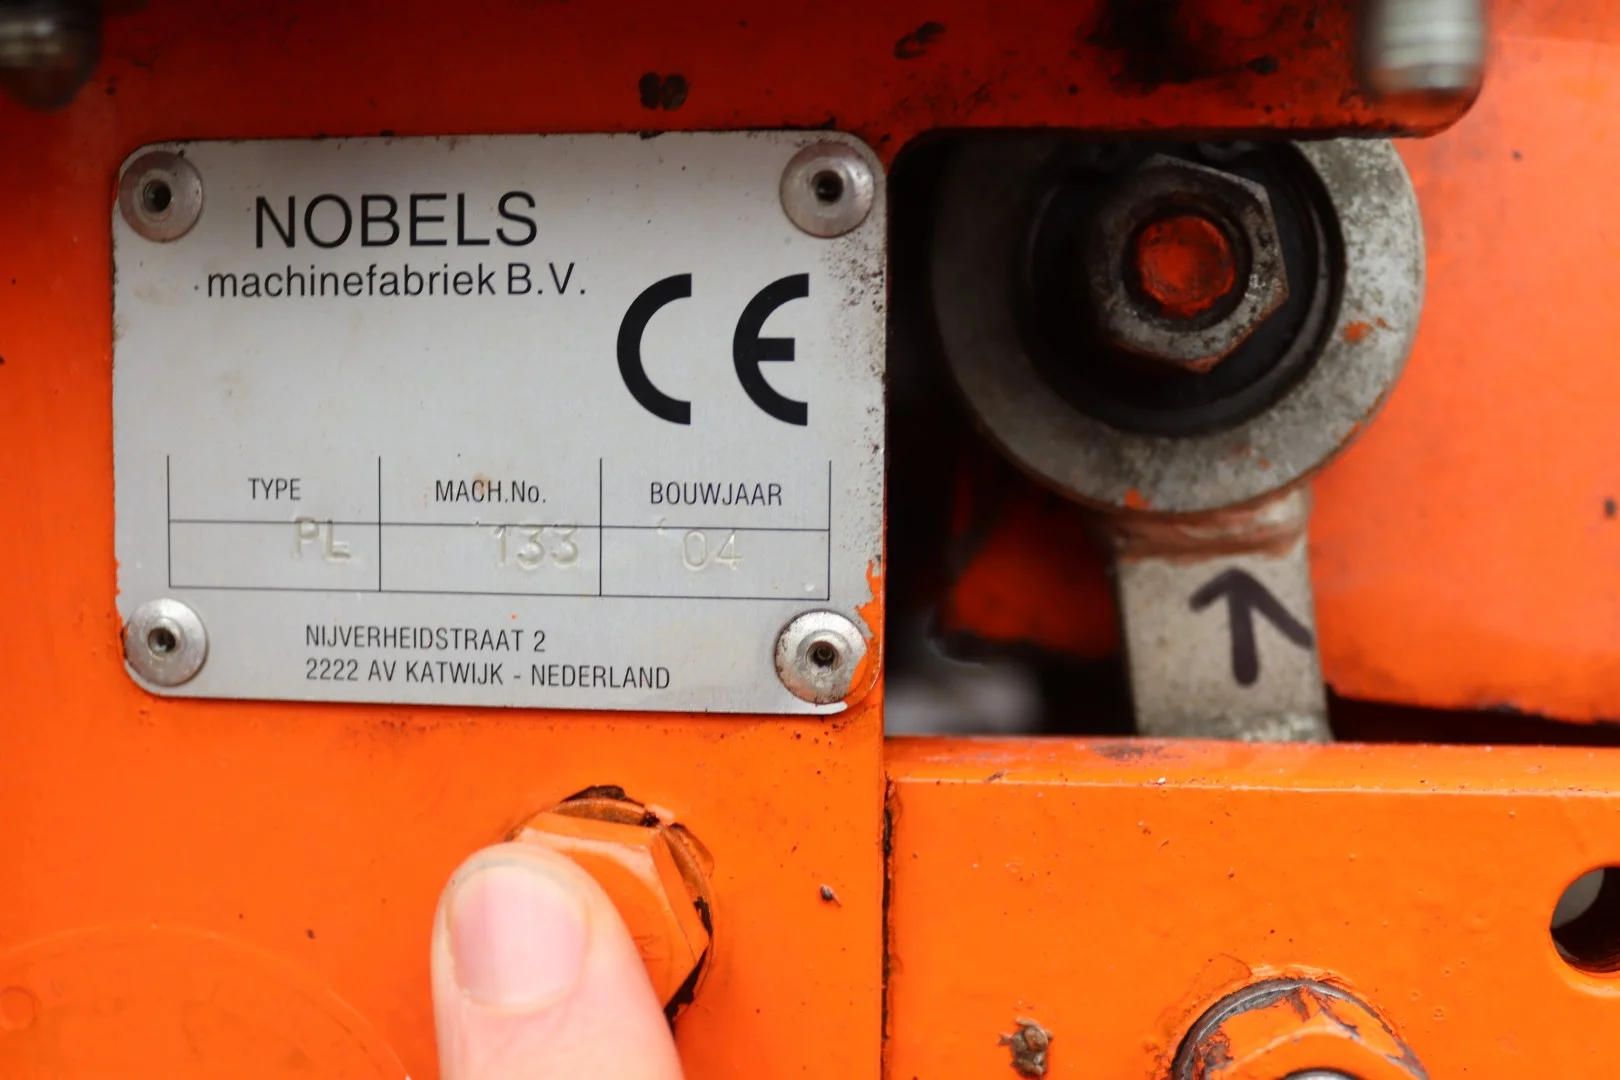 NOBELS
machinefabriek B.V.
CE
TYPE MACH.No. BOUWJAAR
PL 133 '04
NIJVERHEIDSTRAAT 2
2222 AV KATWIJK - NEDERLAND